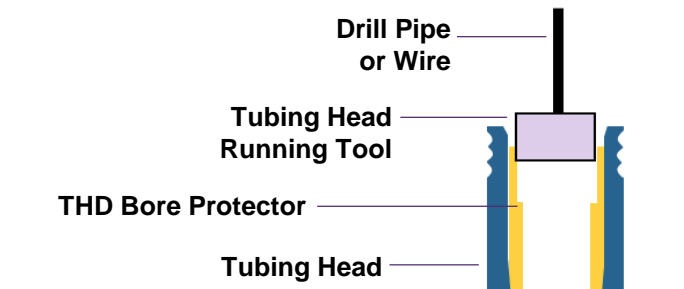 Drill Pipe
or Wire
Tubing Head
Running Tool
THD Bore Protector
Tubing Head